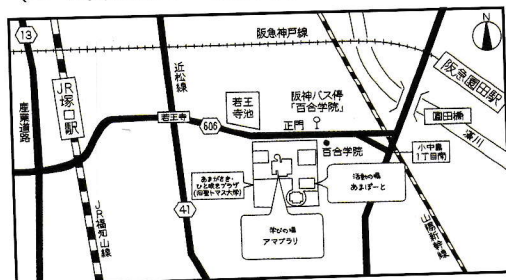 阪急神戸線
N
13
JR塚口駅
近松線
産業道路
若王寺池
阪神バス停
「百合学院」
正門
阪急園田駅
園田橋
藻川
若王寺
606
百合学院
小中島
1丁目南
あまがさき・
ひと咲きプラザ
(旧聖トマス大学)
活動の場
あまぽーと
41
JR福知山線
学びの場
アマブラリ
山陽新幹線